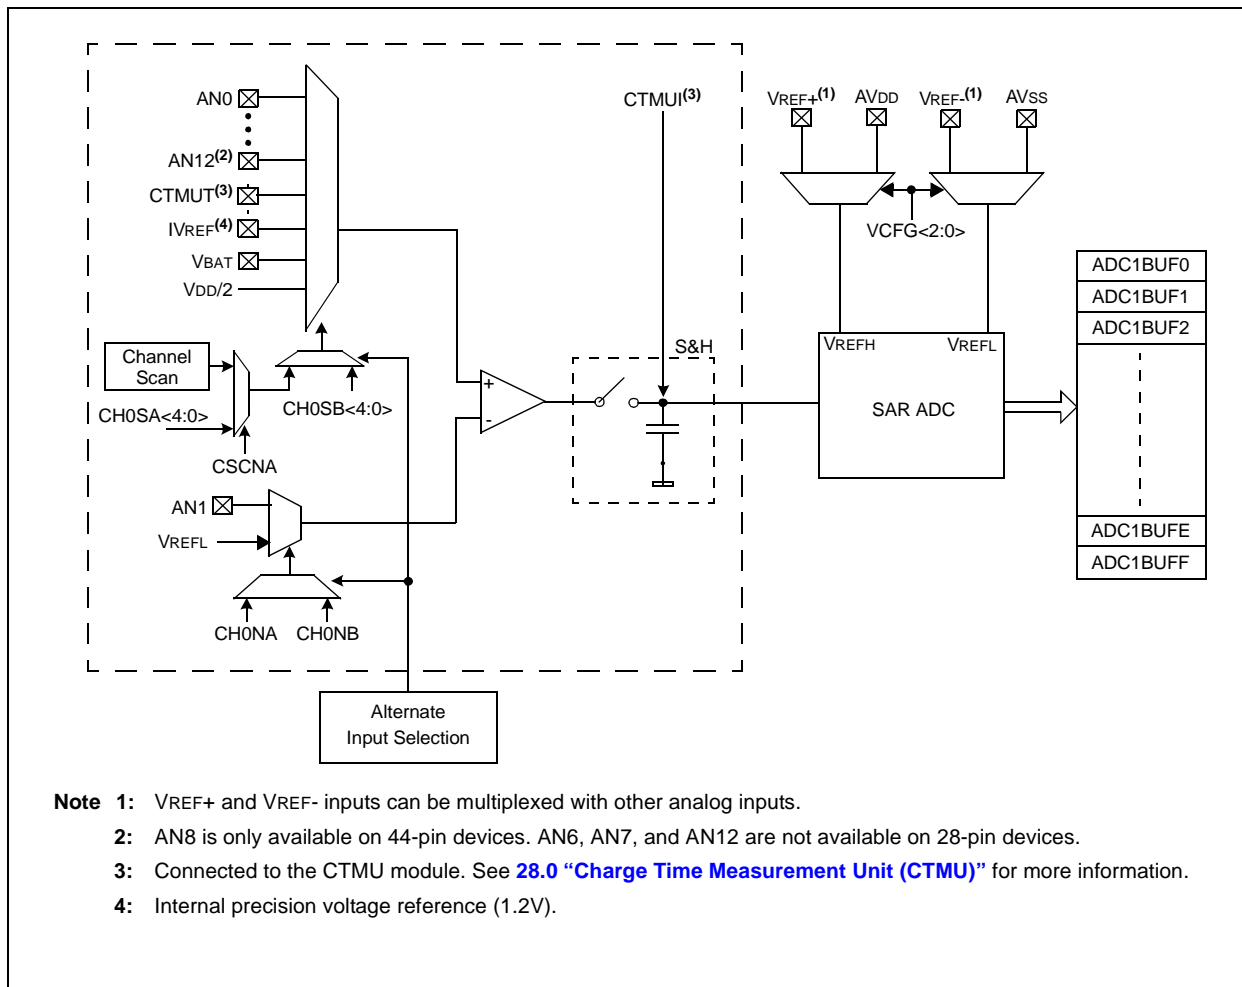 AN0
AN12(2)
CTMUT(3)
IVREF(4)
VBAT
VDD/2
Channel
Scan
CH0SA<4:0>
CH0SB<4:0>
CSCNA
AN1
VREFL
CH0NA CH0NB
Alternate
Input Selection
+
-
CTMUI(3)
S&H
VREF+(1) AVDD VREF-(1) AVSS
VCFG<2:0>
VREFH VREFL
SAR ADC
ADC1BUF0
ADC1BUF1
ADC1BUF2
ADC1BUFE
ADC1BUFF
Note 1: VREF+ and VREF- inputs can be multiplexed with other analog inputs.
2: AN8 is only available on 44-pin devices. AN6, AN7, and AN12 are not available on 28-pin devices.
3: Connected to the CTMU module. See 28.0 “Charge Time Measurement Unit (CTMU)” for more information.
4: Internal precision voltage reference (1.2V).